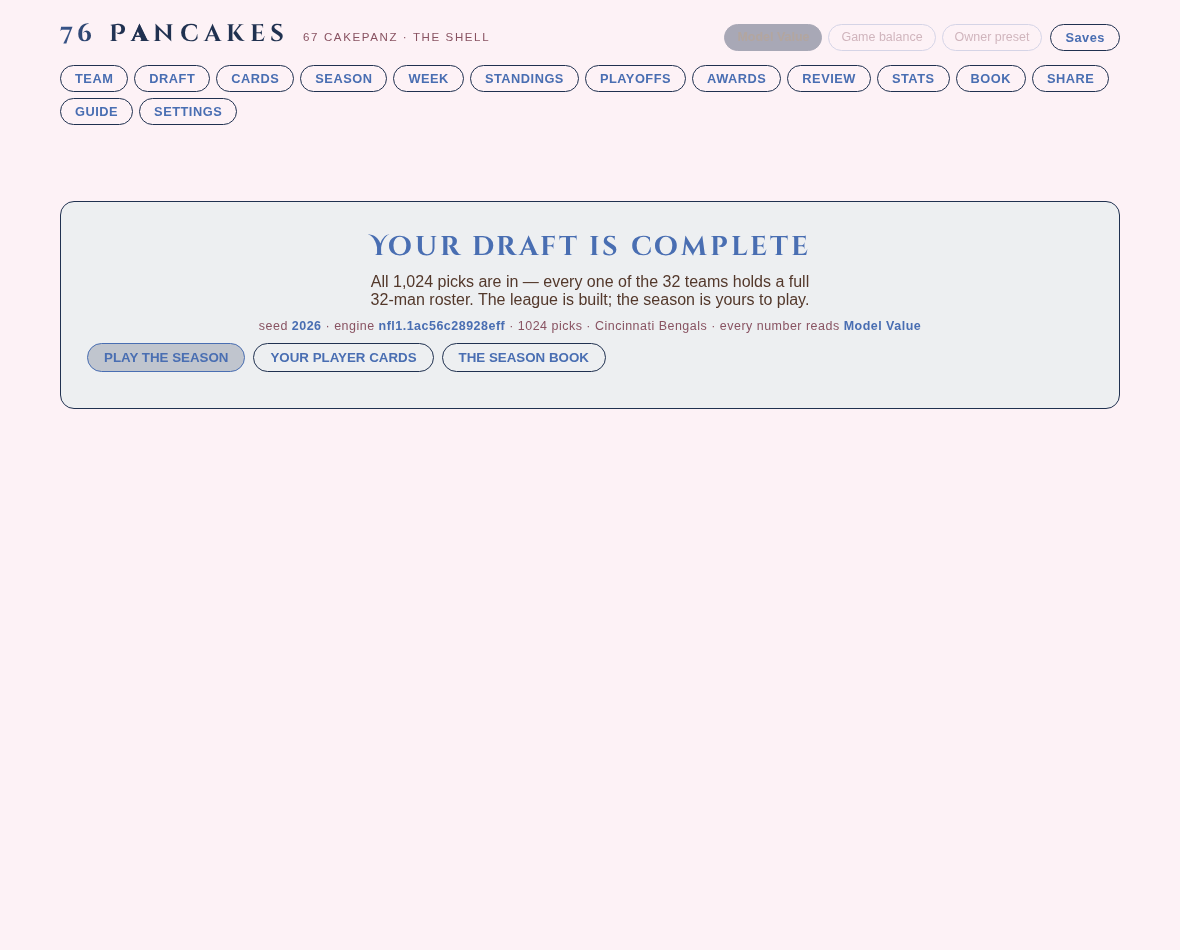 76 PANCAKES 67 CAKEPANZ · THE SHELL Game balance Owner preset Saves
TEAM DRAFT CARDS SEASON WEEK STANDINGS PLAYOFFS AWARDS REVIEW STATS BOOK SHARE
GUIDE SETTINGS
YOUR DRAFT IS COMPLETE
All 1,024 picks are in — every one of the 32 teams holds a full
32-man roster. The league is built; the season is yours to play.
seed 2026 · engine nfl1.1ac56c28928eff · 1024 picks · Cincinnati Bengals · every number reads Model Value
PLAY THE SEASON YOUR PLAYER CARDS THE SEASON BOOK